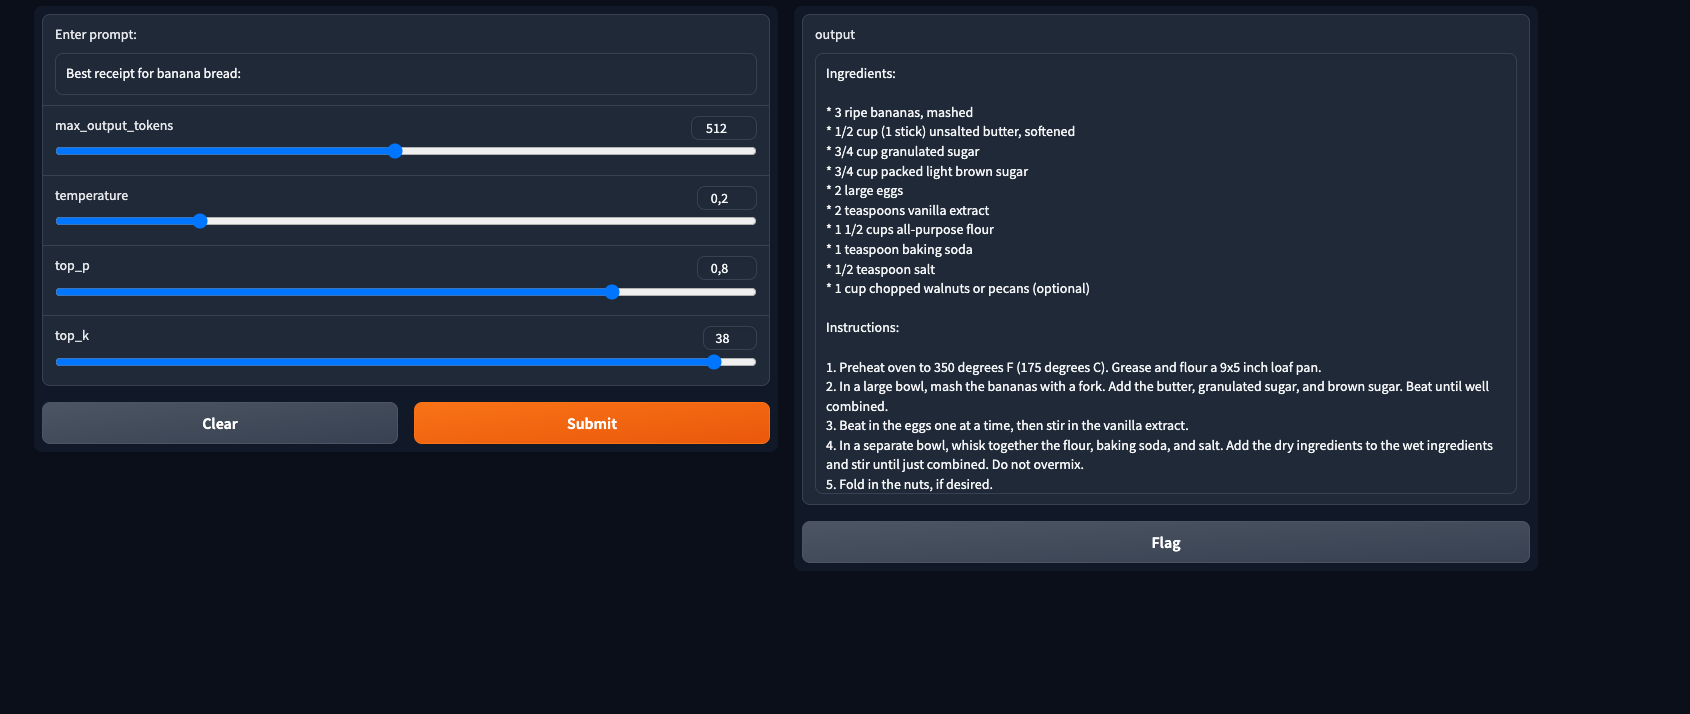 Enter prompt:
Best receipt for banana bread:
max_output_tokens
512
temperature
0,2
top_p
0,8
top_k
38
Clear
Submit
output
Ingredients:
* 3 ripe bananas, mashed
* 1/2 cup (1 stick) unsalted butter, softened
* 3/4 cup granulated sugar
* 3/4 cup packed light brown sugar
* 2 large eggs
* 2 teaspoons vanilla extract
* 1 1/2 cups all-purpose flour
* 1 teaspoon baking soda
* 1/2 teaspoon salt
* 1 cup chopped walnuts or pecans (optional)
Instructions:
1. Preheat oven to 350 degrees F (175 degrees C). Grease and flour a 9x5 inch loaf pan.
2. In a large bowl, mash the bananas with a fork. Add the butter, granulated sugar, and brown sugar. Beat until well
combined.
3. Beat in the eggs one at a time, then stir in the vanilla extract.
4. In a separate bowl, whisk together the flour, baking soda, and salt. Add the dry ingredients to the wet ingredients
and stir until just combined. Do not overmix.
5. Fold in the nuts, if desired.
Flag